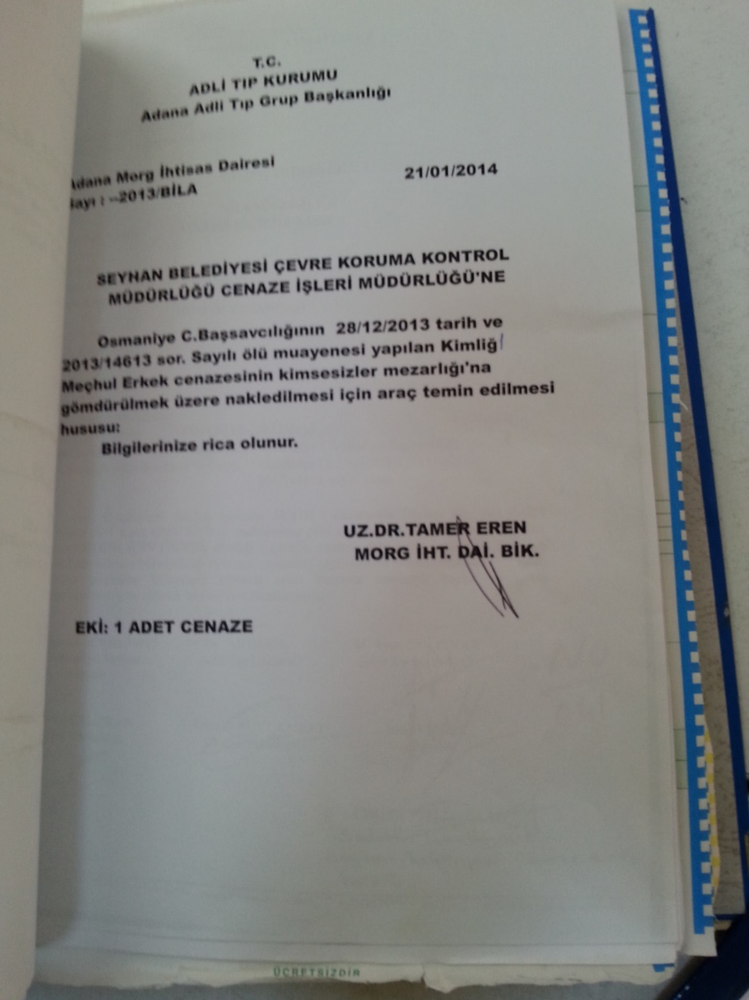 T.C.
ADLİ TIP KURUMU
Adana Adli Tıp Grup Başkanlığı
Adana Morg İhtisas Dairesi
21/01/2014
Sayı : --2013/BİLA
SEYHAN BELEDİYESİ ÇEVRE KORUMA KONTROL
MÜDÜRLÜĞÜ CENAZE İŞLERİ MÜDÜRLÜĞÜ'NE
Osmaniye C.Başsavcılığının 28/12/2013 tarih ve
2013/14613 sor. Sayılı ölü muayenesi yapılan Kimliği
Meçhul Erkek cenazesinin kimsesizler mezarlığı'na
gömdürülmek üzere nakledilmesi için araç temin edilmesi
hususu:
Bilgilerinize rica olunur.
UZ.DR.TAMER EREN
MORG İHT. DAİ. BİK.
EKİ: 1 ADET CENAZE
ÜCRETSİZDİR